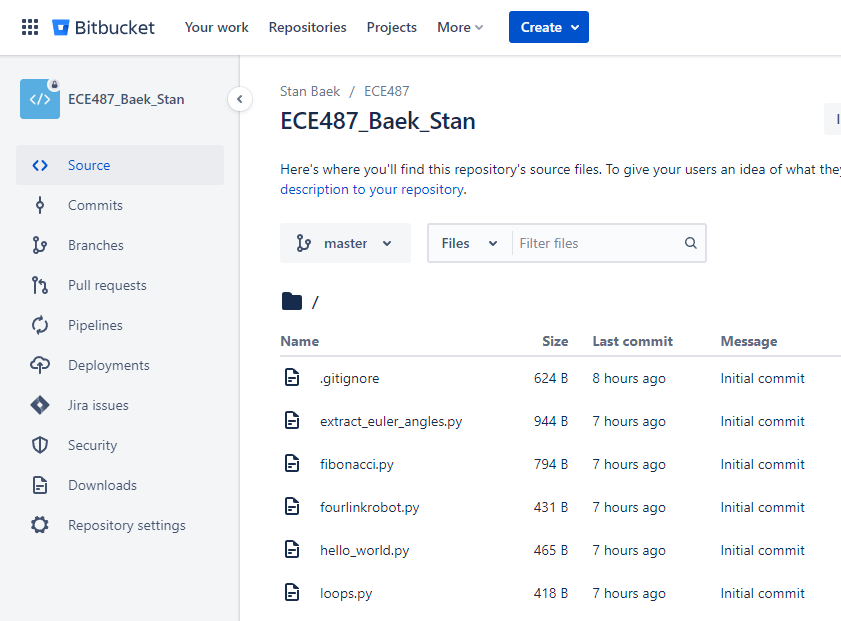 Bitbucket Your work Repositories Projects More Create
ECE487_Baek_Stan
Source
Commits
Branches
Pull requests
Pipelines
Deployments
Jira issues
Security
Downloads
Repository settings
Stan Baek / ECE487
ECE487_Baek_Stan
Here's where you'll find this repository's source files. To give your users an idea of what they
description to your repository.
master Files Filter files
/
Name Size Last commit Message
.gitignore 624 B 8 hours ago Initial commit
extract_euler_angles.py 944 B 7 hours ago Initial commit
fibonacci.py 794 B 7 hours ago Initial commit
fourlinkrobot.py 431 B 7 hours ago Initial commit
hello_world.py 465 B 7 hours ago Initial commit
loops.py 418 B 7 hours ago Initial commit